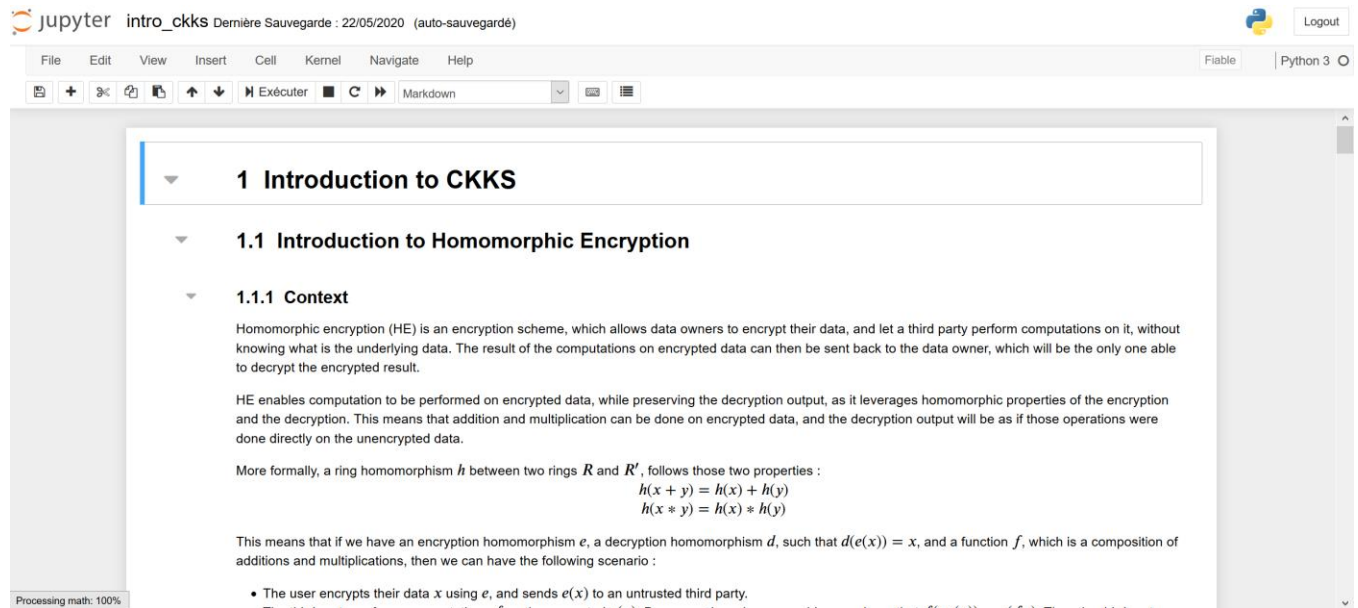 jupyter intro_ckks Dernière Sauvegarde : 22/05/2020 (auto-sauvegardé)
Logout
File Edit View Insert Cell Kernel Navigate Help
Fiable
Python 3
Exécuter
Markdown
1 Introduction to CKKS
1.1 Introduction to Homomorphic Encryption
1.1.1 Context
Homomorphic encryption (HE) is an encryption scheme, which allows data owners to encrypt their data, and let a third party perform computations on it, without
knowing what is the underlying data. The result of the computations on encrypted data can then be sent back to the data owner, which will be the only one able
to decrypt the encrypted result.
HE enables computation to be performed on encrypted data, while preserving the decryption output, as it leverages homomorphic properties of the encryption
and the decryption. This means that addition and multiplication can be done on encrypted data, and the decryption output will be as if those operations were
done directly on the unencrypted data.
More formally, a ring homomorphism h between two rings R and R′, follows those two properties :
h(x + y) = h(x) + h(y)
h(x ∗ y) = h(x) ∗ h(y)
This means that if we have an encryption homomorphism e, a decryption homomorphism d, such that d(e(x)) = x, and a function f, which is a composition of
additions and multiplications, then we can have the following scenario :
• The user encrypts their data x using e, and sends e(x) to an untrusted third party.
Processing math: 100%